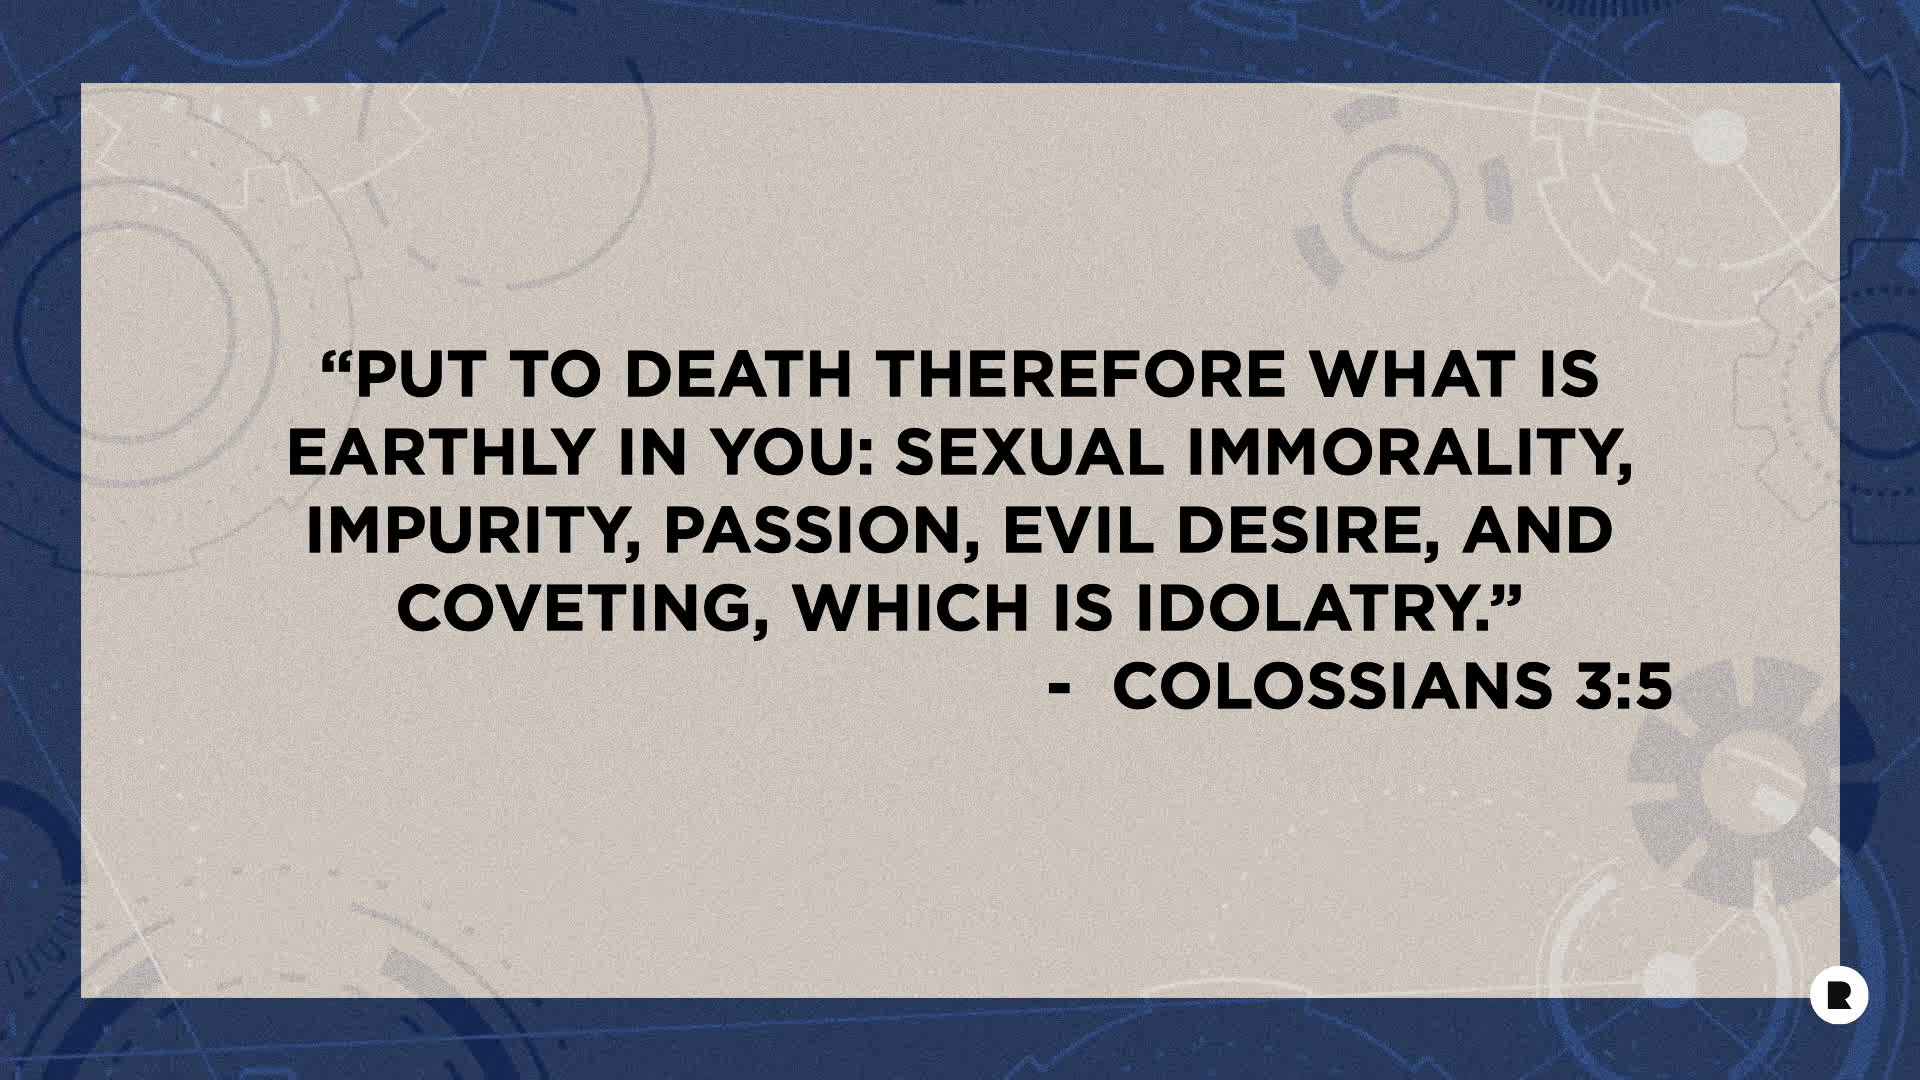 “PUT TO DEATH THEREFORE WHAT IS
EARTHLY IN YOU: SEXUAL IMMORALITY,
IMPURITY, PASSION, EVIL DESIRE, AND
COVETING, WHICH IS IDOLATRY.”
- COLOSSIANS 3:5
R